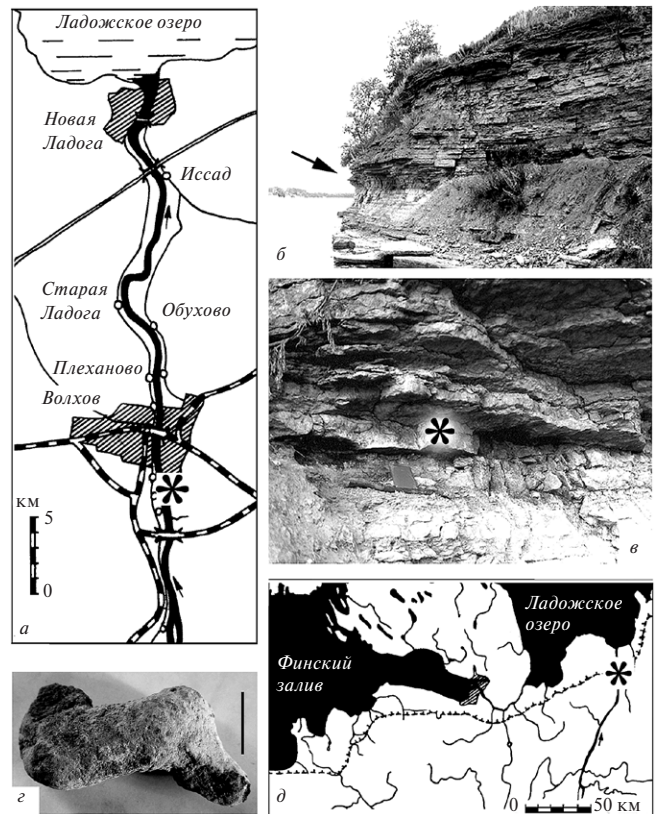 Ладожское озеро
Новая
Ладога
Иссад
Старая
Ладога
Обухово
Плеханово
Волхов
км
5
0
а
б
в
г
Ладожское
озеро
Финский
залив
д
0 50 км